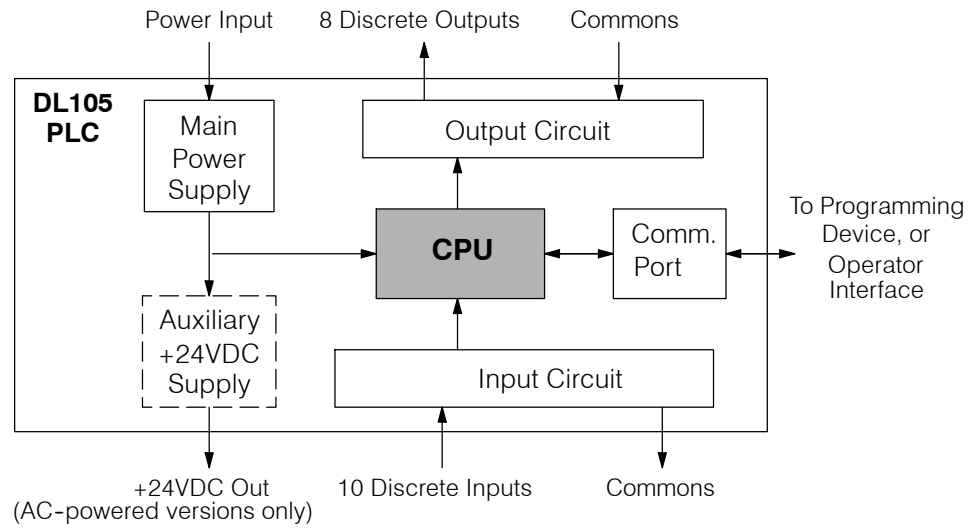 Power Input
8 Discrete Outputs
Commons
DL105
PLC
Main
Power
Supply
Output Circuit
CPU
Comm.
Port
To Programming
Device, or
Operator
Interface
Auxiliary
+24VDC
Supply
Input Circuit
+24VDC Out
(AC-powered versions only)
10 Discrete Inputs
Commons